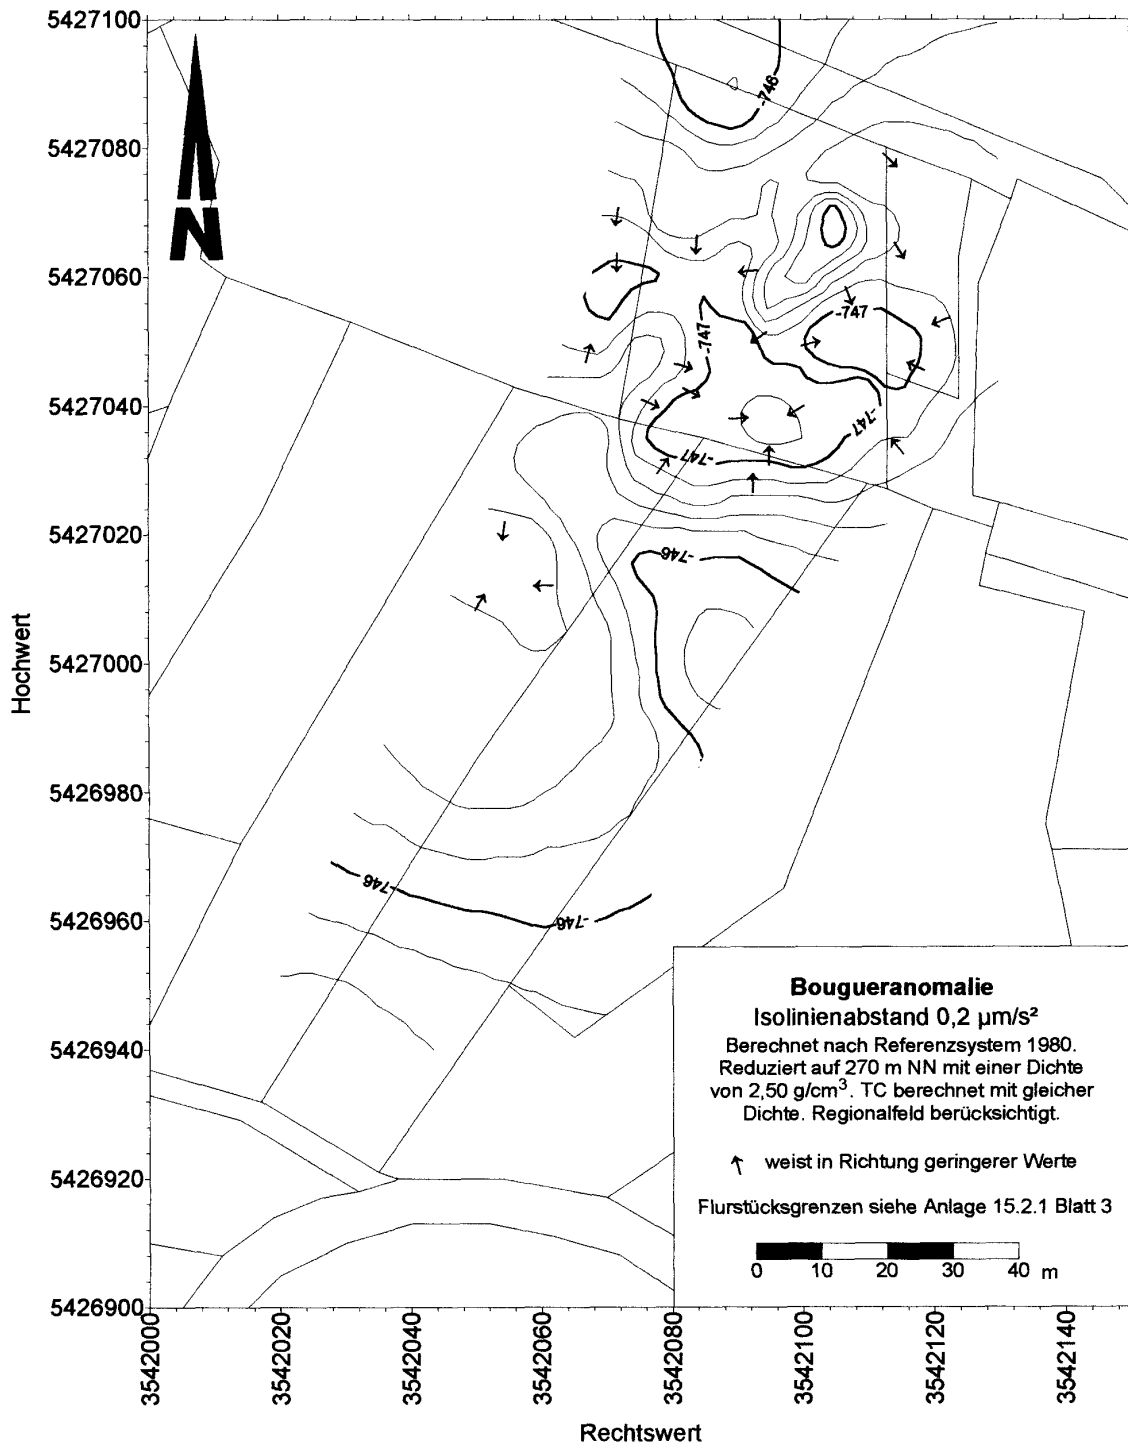 5427100
5427080
5427060
5427040
5427020
5427000
5426980
5426960
5426940
5426920
5426900
Hochwert
N
-746
-747
-747
-747
-747
-746
-746
-746
Bougueranomalie
Isolinienabstand 0,2 µm/s²
Berechnet nach Referenzsystem 1980.
Reduziert auf 270 m NN mit einer Dichte
von 2,50 g/cm³. TC berechnet mit gleicher
Dichte. Regionalfeld berücksichtigt.
weist in Richtung geringerer Werte
Flurstücksgrenzen siehe Anlage 15.2.1 Blatt 3
0 10 20 30 40 m
3542000
3542020
3542040
3542060
3542080
3542100
3542120
3542140
Rechtswert